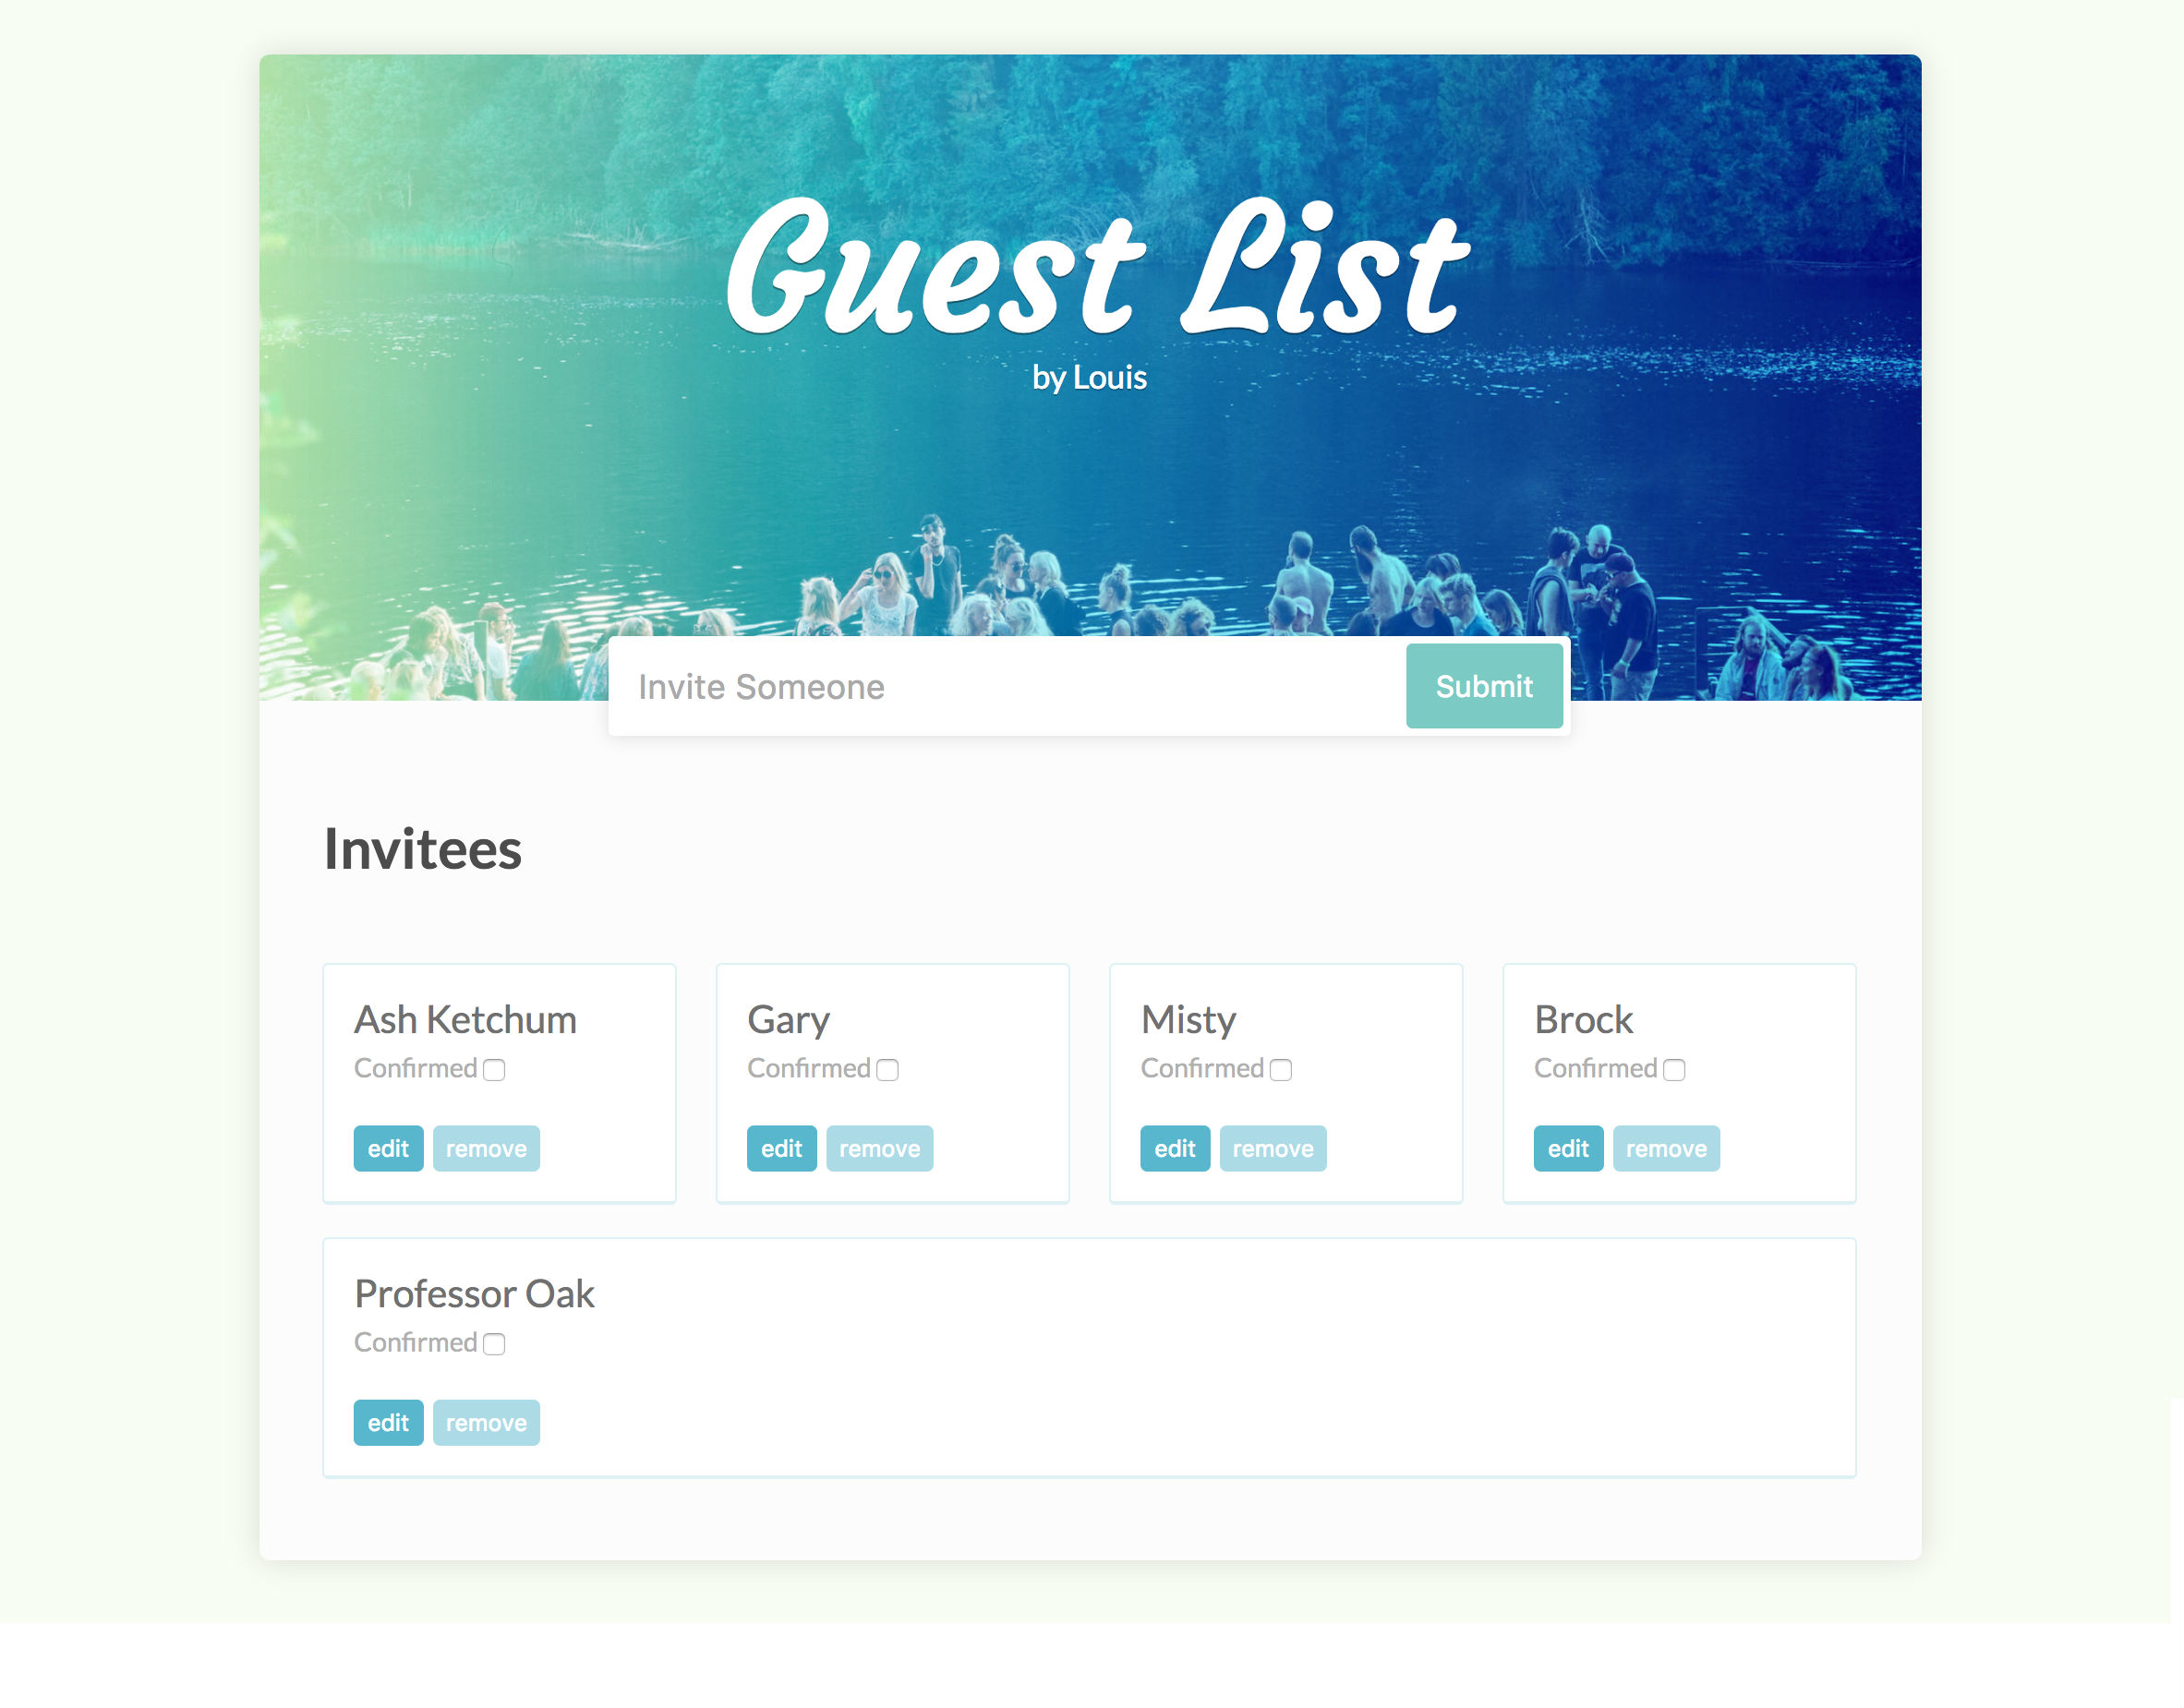 Guest List
by Louis
Invite Someone
Submit
Invitees
Ash Ketchum
Confirmed
edit remove
Gary
Confirmed
edit remove
Misty
Confirmed
edit remove
Brock
Confirmed
edit remove
Professor Oak
Confirmed
edit remove